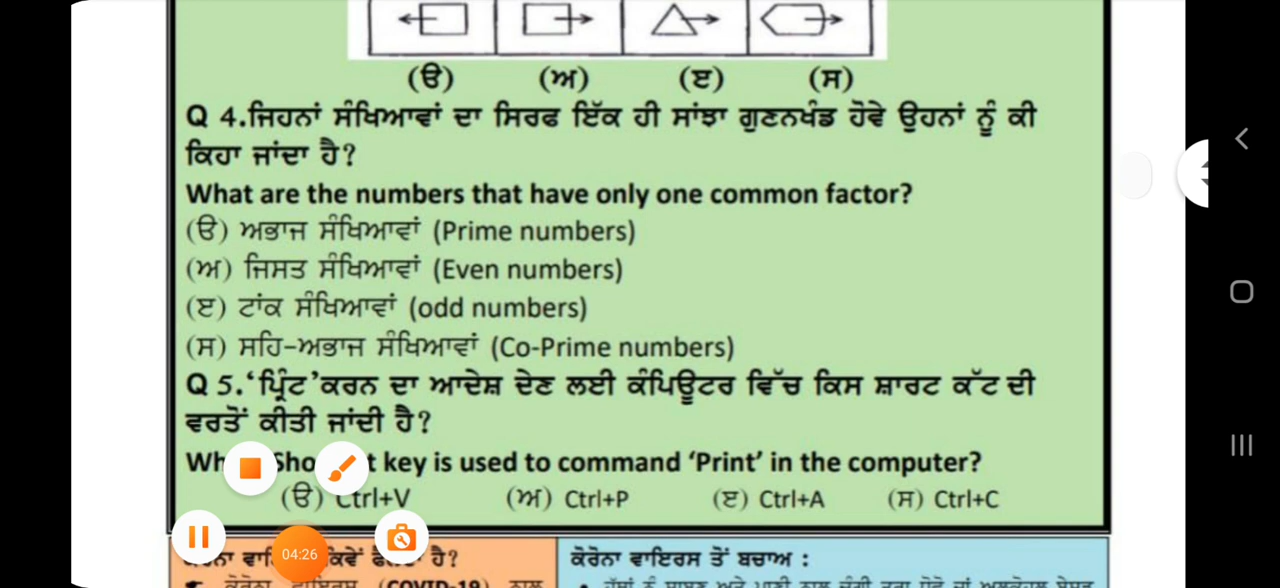 (ੳ) (ਅ) (ੲ) (ਸ)
Q 4.ਜਿਹਨਾਂ ਸੰਖਿਆਵਾਂ ਦਾ ਸਿਰਫ ਇੱਕ ਹੀ ਸਾਂਝਾ ਗੁਣਨਖੰਡ ਹੋਵੇ ਉਹਨਾਂ ਨੂੰ ਕੀ
ਕਿਹਾ ਜਾਂਦਾ ਹੈ?
What are the numbers that have only one common factor?
(ੳ) ਅਭਾਜ ਸੰਖਿਆਵਾਂ (Prime numbers)
(ਅ) ਜਿਸਤ ਸੰਖਿਆਵਾਂ (Even numbers)
(ੲ) ਟਾਂਕ ਸੰਖਿਆਵਾਂ (odd numbers)
(ਸ) ਸਹਿ-ਅਭਾਜ ਸੰਖਿਆਵਾਂ (Co-Prime numbers)
Q 5.‘ਪ੍ਰਿੰਟ’ਕਰਨ ਦਾ ਆਦੇਸ਼ ਦੇਣ ਲਈ ਕੰਪਿਊਟਰ ਵਿੱਚ ਕਿਸ ਸ਼ਾਰਟ ਕੱਟ ਦੀ
ਵਰਤੋਂ ਕੀਤੀ ਜਾਂਦੀ ਹੈ?
key is used to command ‘Print’ in the computer?
(ੳ) Ctrl+V (ਅ) Ctrl+P (ੲ) Ctrl+A (ਸ) Ctrl+C
04:26
ਹੈ?
ਕੋਰੋਨਾ ਵਾਇਰਸ ਤੋਂ ਬਚਾਅ :
(COVID-19)